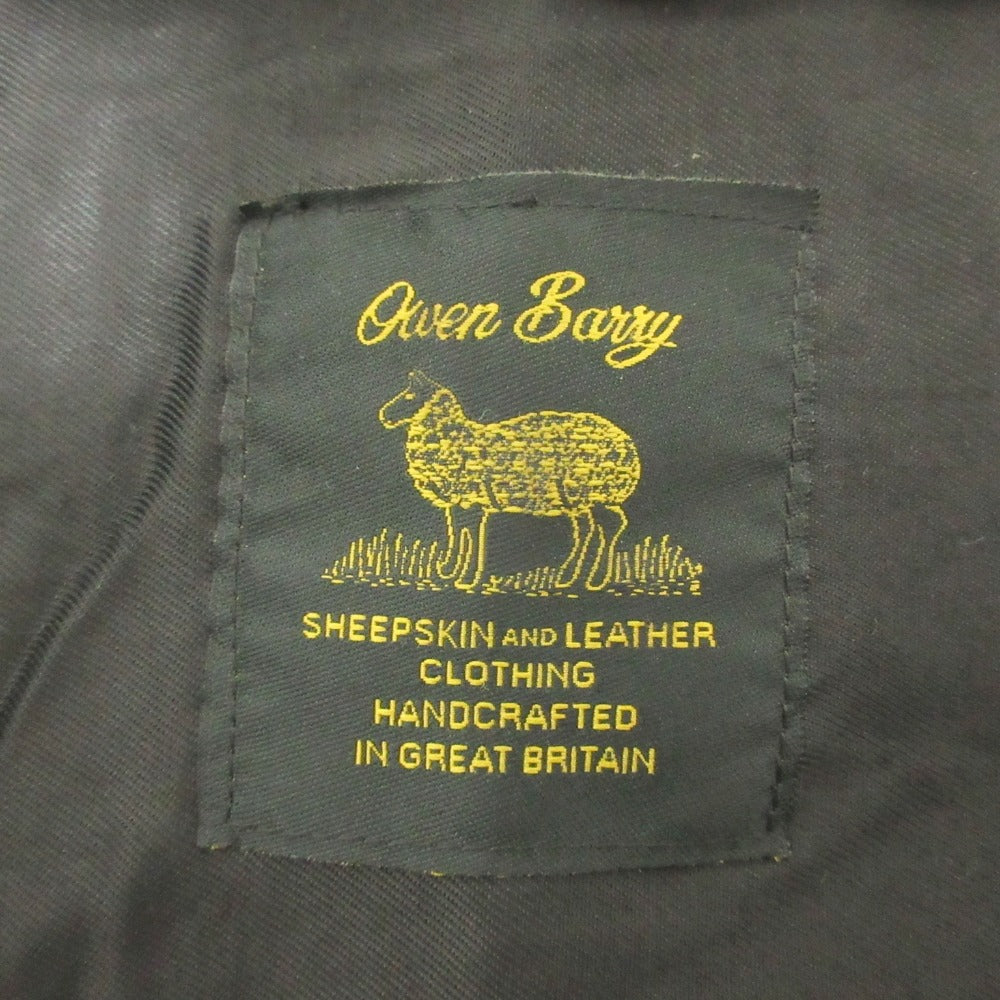 Owen Barry
SHEEPSKIN AND LEATHER
CLOTHING
HANDCRAFTED
IN GREAT BRITAIN